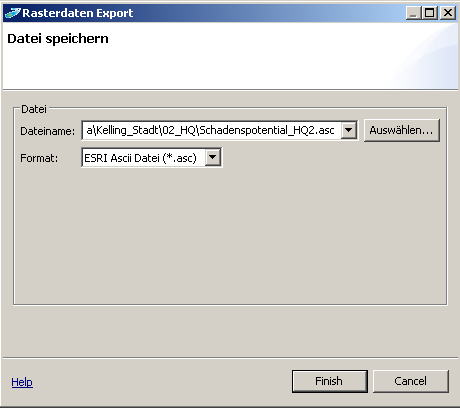 Rasterdaten Export
Datei speichern
Datei
Dateiname: a\Kelling_Stadt\02_HQ\Schadenspotential_HQ2.asc Auswählen...
Format: ESRI Ascii Datei (*.asc)
Help Finish Cancel